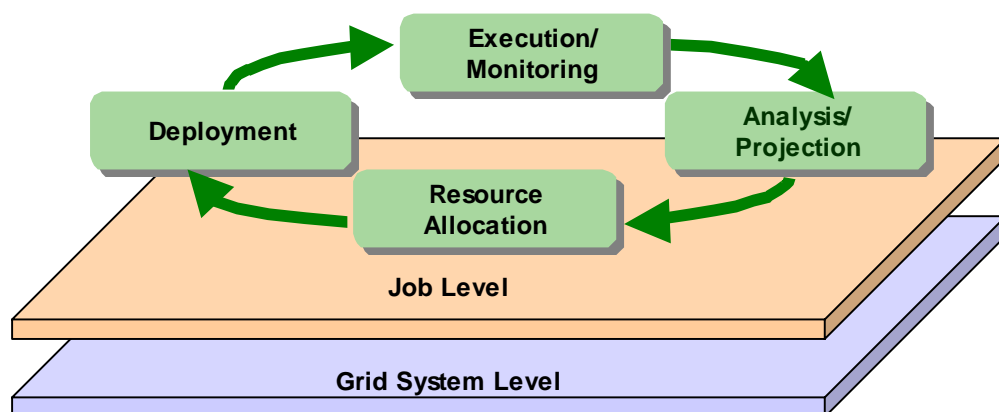 Execution/
Monitoring
Deployment
Analysis/
Projection
Resource
Allocation
Job Level
Grid System Level